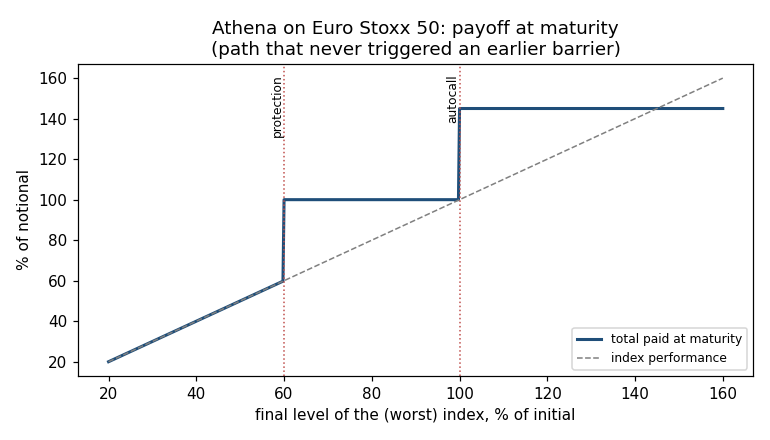 Athena on Euro Stoxx 50: payoff at maturity
(path that never triggered an earlier barrier)
% of notional
160
140
120
100
80
60
40
20
protection
autocall
total paid at maturity
index performance
20 40 60 80 100 120 140 160
final level of the (worst) index, % of initial